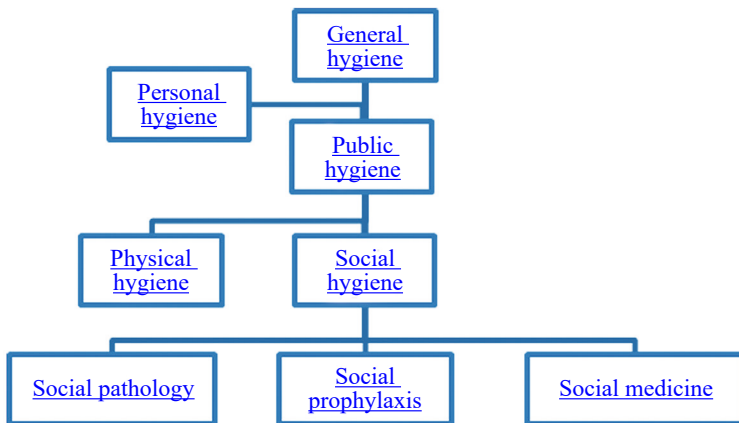 General
hygiene
Personal
hygiene
Public
hygiene
Physical
hygiene
Social
hygiene
Social pathology
Social
prophylaxis
Social medicine